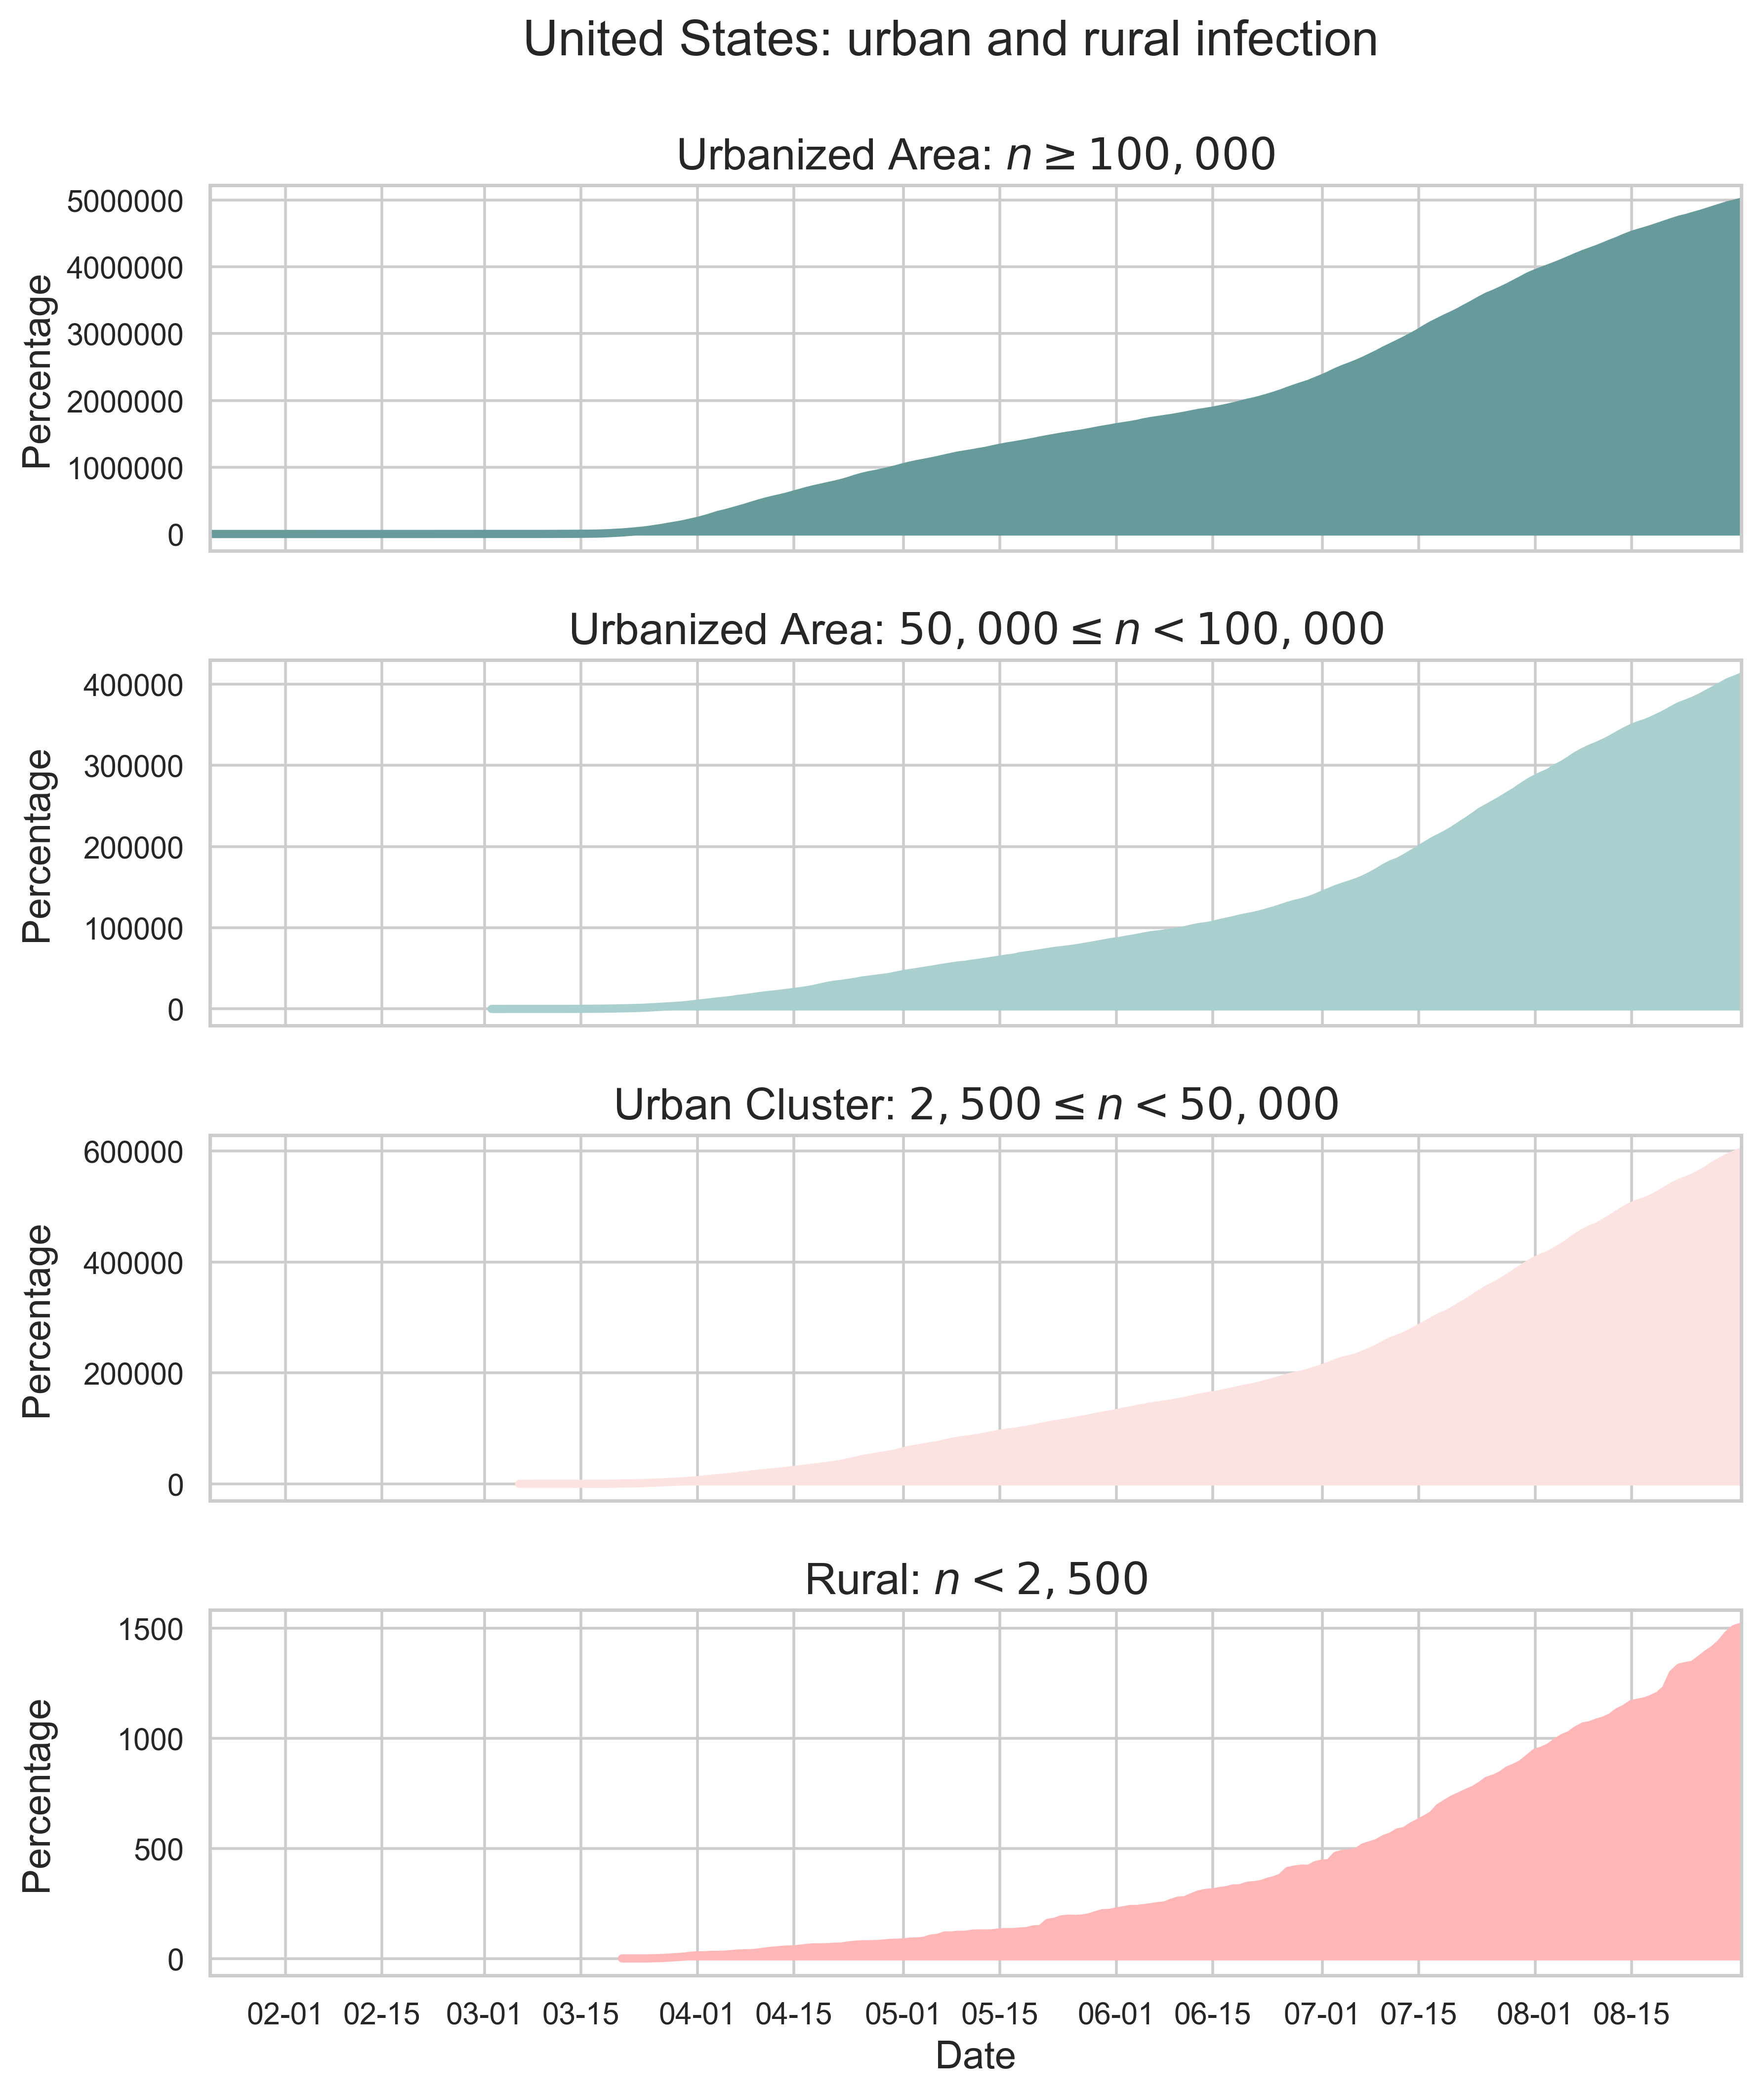 United States: urban and rural infection
Urbanized Area: n ≥ 100,000
Percentage
5000000
4000000
3000000
2000000
1000000
0
Urbanized Area: 50,000 ≤ n < 100,000
Percentage
400000
300000
200000
100000
0
Urban Cluster: 2,500 ≤ n < 50,000
Percentage
600000
400000
200000
0
Rural: n < 2,500
Percentage
1500
1000
500
0
02-01 02-15 03-01 03-15 04-01 04-15 05-01 05-15 06-01 06-15 07-01 07-15 08-01 08-15
Date